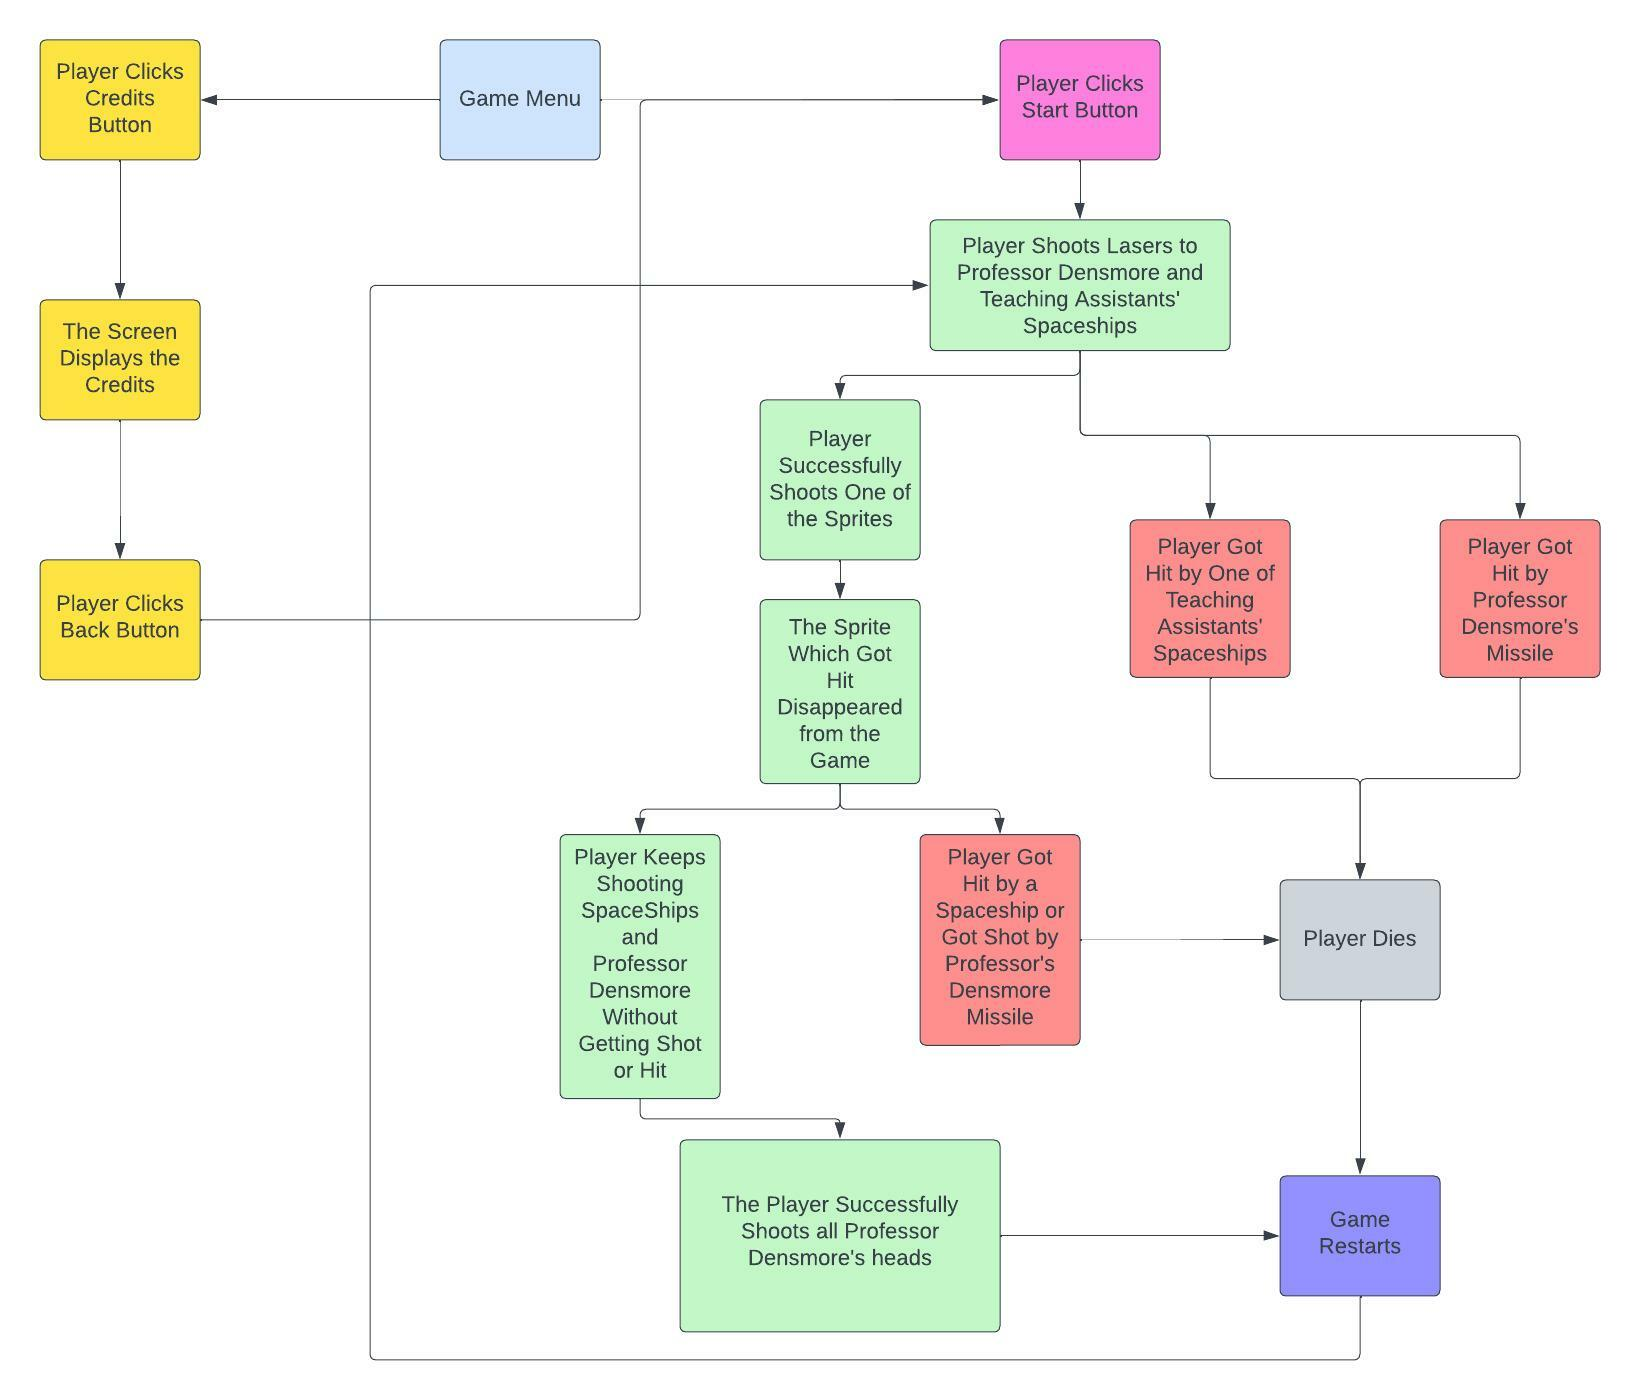 Player Clicks
Credits
Button
Game Menu
Player Clicks
Start Button
Player Shoots Lasers to
Professor Densmore and
Teaching Assistants'
Spaceships
The Screen
Displays the
Credits
Player
Successfully
Shoots One of
the Sprites
Player Got
Hit by One of
Teaching
Assistants'
Spaceships
Player Got
Hit by
Professor
Densmore's
Missile
Player Clicks
Back Button
The Sprite
Which Got
Hit
Disappeared
from the
Game
Player Keeps
Shooting
SpaceShips
and
Professor
Densmore
Without
Getting Shot
or Hit
Player Got
Hit by a
Spaceship or
Got Shot by
Professor's
Densmore
Missile
Player Dies
The Player Successfully
Shoots all Professor
Densmore's heads
Game
Restarts